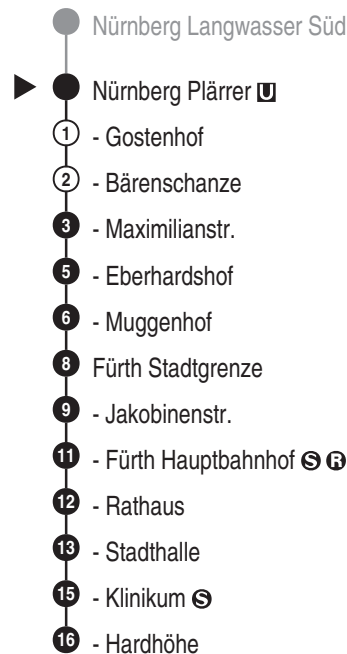 Nürnberg Langwasser Süd
Nürnberg Plärrer U
1 - Gostenhof
2 - Bärenschanze
3 - Maximilianstr.
5 - Eberhardshof
6 - Muggenhof
8 Fürth Stadtgrenze
9 - Jakobinenstr.
11 - Fürth Hauptbahnhof S R
12 - Rathaus
13 - Stadthalle
15 - Klinikum S
16 - Hardhöhe